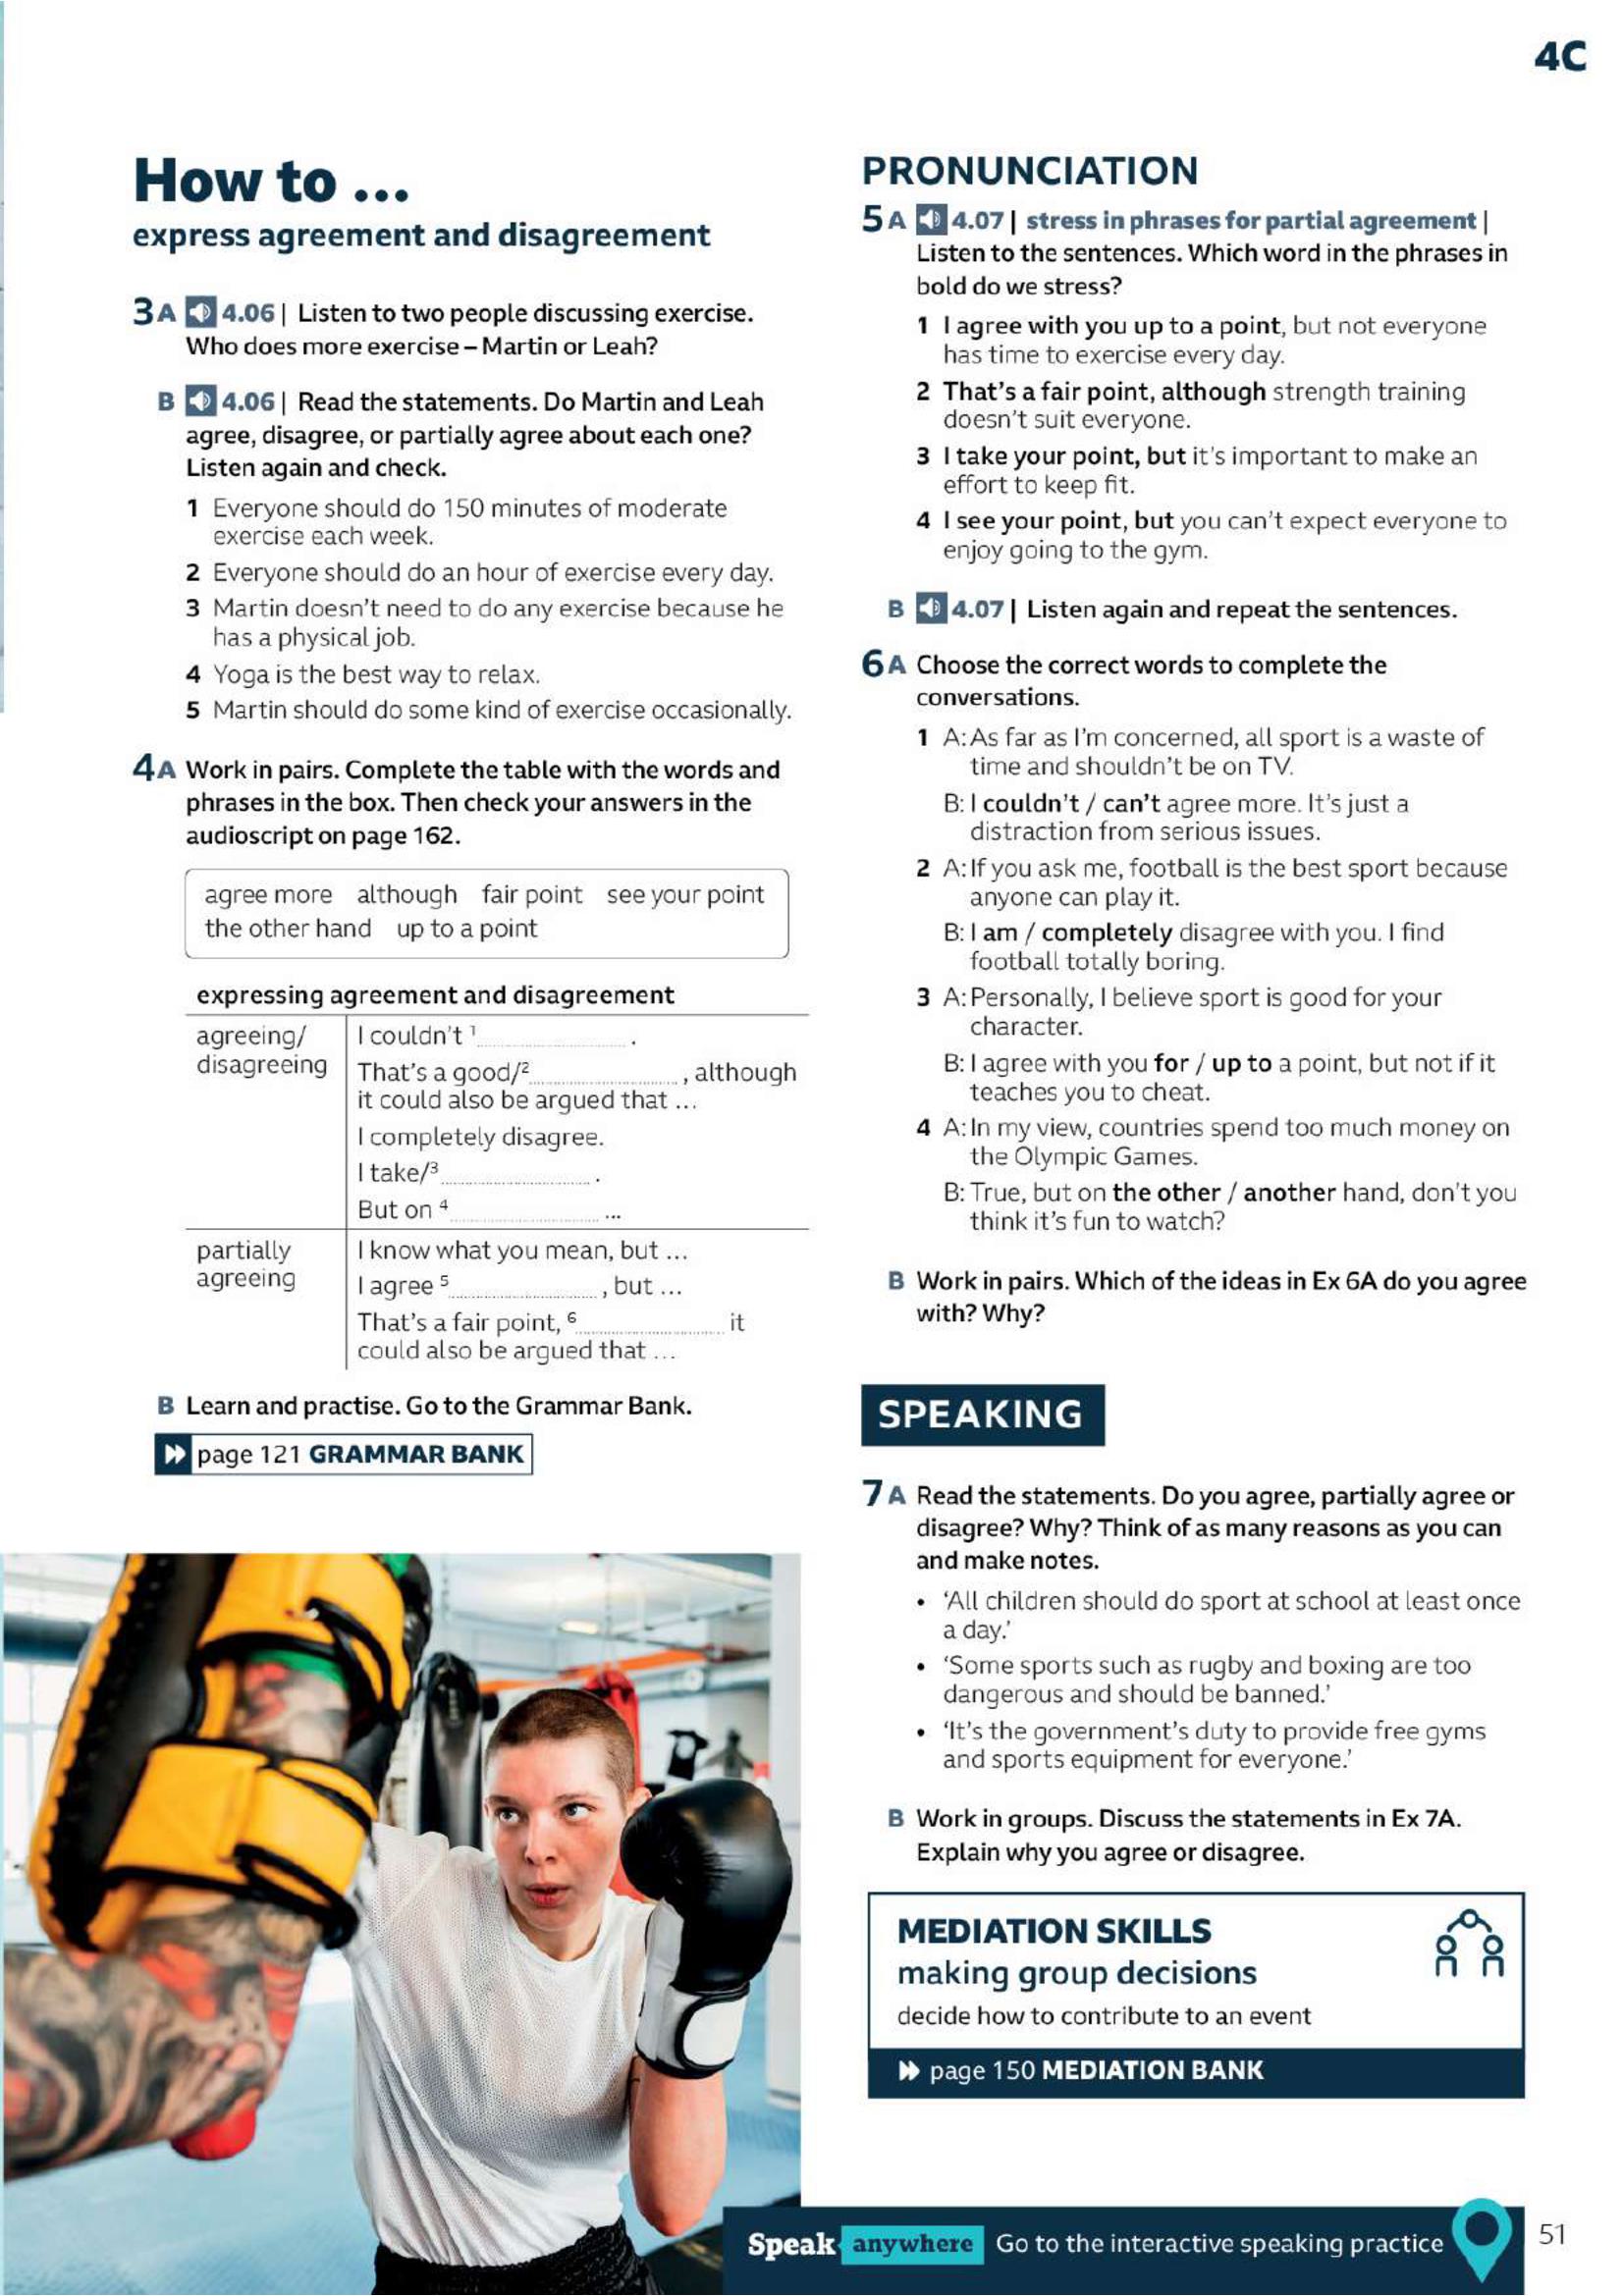 4C
How to ...
express agreement and disagreement
3A 4.06 | Listen to two people discussing exercise.
Who does more exercise – Martin or Leah?
B 4.06 | Read the statements. Do Martin and Leah
agree, disagree, or partially agree about each one?
Listen again and check.
1 Everyone should do 150 minutes of moderate
exercise each week.
2 Everyone should do an hour of exercise every day.
3 Martin doesn't need to do any exercise because he
has a physical job.
4 Yoga is the best way to relax.
5 Martin should do some kind of exercise occasionally.
4A Work in pairs. Complete the table with the words and
phrases in the box. Then check your answers in the
audioscript on page 162.
agree more although fair point see your point
the other hand up to a point
expressing agreement and disagreement
agreeing/
disagreeing
I couldn't 1 .
That's a good/2 , although
it could also be argued that ...
I completely disagree.
I take/3 .
But on 4 ...
partially
agreeing
I know what you mean, but ...
I agree 5 , but ...
That's a fair point, 6 it
could also be argued that ...
B Learn and practise. Go to the Grammar Bank.
page 121 GRAMMAR BANK
PRONUNCIATION
5A 4.07 | stress in phrases for partial agreement |
Listen to the sentences. Which word in the phrases in
bold do we stress?
1 I agree with you up to a point, but not everyone
has time to exercise every day.
2 That's a fair point, although strength training
doesn't suit everyone.
3 I take your point, but it's important to make an
effort to keep fit.
4 I see your point, but you can't expect everyone to
enjoy going to the gym.
B 4.07 | Listen again and repeat the sentences.
6A Choose the correct words to complete the
conversations.
1 A: As far as I'm concerned, all sport is a waste of
time and shouldn't be on TV.
B: I couldn't / can't agree more. It's just a
distraction from serious issues.
2 A: If you ask me, football is the best sport because
anyone can play it.
B: I am / completely disagree with you. I find
football totally boring.
3 A: Personally, I believe sport is good for your
character.
B: I agree with you for / up to a point, but not if it
teaches you to cheat.
4 A: In my view, countries spend too much money on
the Olympic Games.
B: True, but on the other / another hand, don't you
think it's fun to watch?
B Work in pairs. Which of the ideas in Ex 6A do you agree
with? Why?
SPEAKING
7A Read the statements. Do you agree, partially agree or
disagree? Why? Think of as many reasons as you can
and make notes.
• 'All children should do sport at school at least once
a day.'
• 'Some sports such as rugby and boxing are too
dangerous and should be banned.'
• 'It's the government's duty to provide free gyms
and sports equipment for everyone.'
B Work in groups. Discuss the statements in Ex 7A.
Explain why you agree or disagree.
MEDIATION SKILLS
making group decisions
decide how to contribute to an event
page 150 MEDIATION BANK
Speak anywhere Go to the interactive speaking practice
51